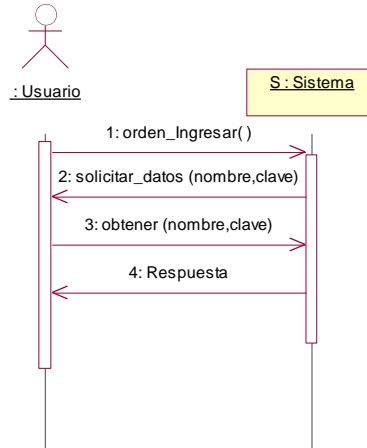 : Usuario
S : Sistema
1: orden_Ingresar( )
2: solicitar_datos (nombre,clave)
3: obtener (nombre,clave)
4: Respuesta